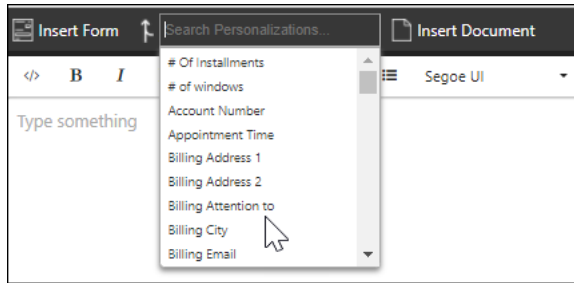 Insert Form
Search Personalizations...
Insert Document
</> B I
Segoe UI
Type something
# Of Installments
# of windows
Account Number
Appointment Time
Billing Address 1
Billing Address 2
Billing Attention to
Billing City
Billing Email